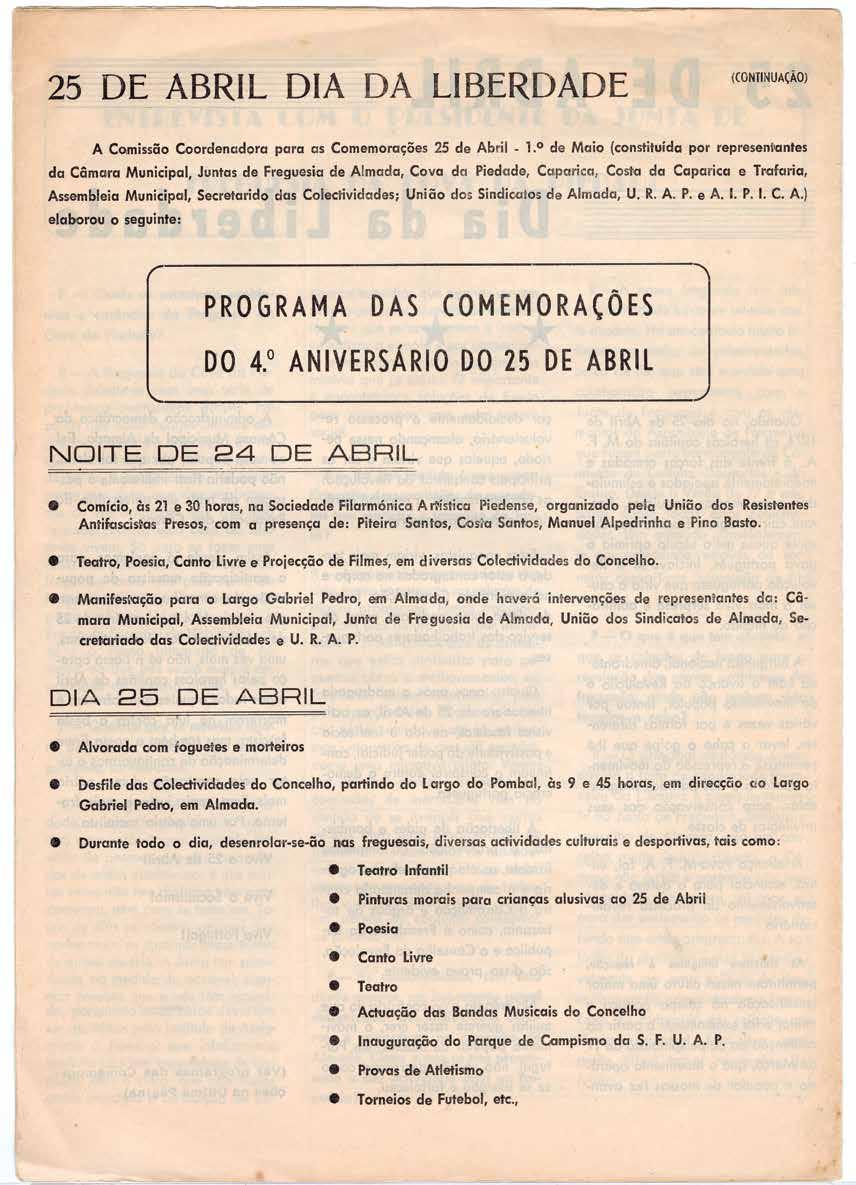 25 DE ABRIL DIA DA LIBERDADE (CONTINUAÇÃO)
A Comissão Coordenadora para as Comemorações 25 de Abril - 1.º de Maio (constituída por representantes
da Câmara Municipal, Juntas de Freguesia de Almada, Cova da Piedade, Caparica, Costa da Caparica e Trafaria,
Assembleia Municipal, Secretarido das Colectividades; União dos Sindicatos de Almada, U. R. A. P. e A. I. P. I. C. A.)
elaborou o seguinte:
PROGRAMA DAS COMEMORAÇÕES
DO 4.º ANIVERSÁRIO DO 25 DE ABRIL
NOITE DE 24 DE ABRIL
● Comício, às 21 e 30 horas, na Sociedade Filarmónica Artística Piedense, organizado pela União dos Resistentes
Antifascistas Presos, com a presença de: Piteira Santos, Costa Santos, Manuel Alpedrinha e Pino Basto.
● Teatro, Poesia, Canto Livre e Projecção de Filmes, em diversas Colectividades do Concelho.
● Manifestação para o Largo Gabriel Pedro, em Almada, onde haverá intervenções de representantes da: Câ-
mara Municipal, Assembleia Municipal, Junta de Freguesia de Almada, União dos Sindicatos de Almada, Se-
cretariado das Colectividades e U. R. A. P.
DIA 25 DE ABRIL
● Alvorada com foguetes e morteiros
● Desfile das Colectividades do Concelho, partindo do Largo do Pombal, às 9 e 45 horas, em direcção ao Largo
Gabriel Pedro, em Almada.
● Durante todo o dia, desenrolar-se-ão nas freguesais, diversas actividades culturais e desportivas, tais como:
● Teatro Infantil
● Pinturas morais para crianças alusivas ao 25 de Abril
● Poesia
● Canto Livre
● Teatro
● Actuação das Bandas Musicais do Concelho
● Inauguração do Parque de Campismo da S. F. U. A. P.
● Provas de Atletismo
● Torneios de Futebol, etc.,